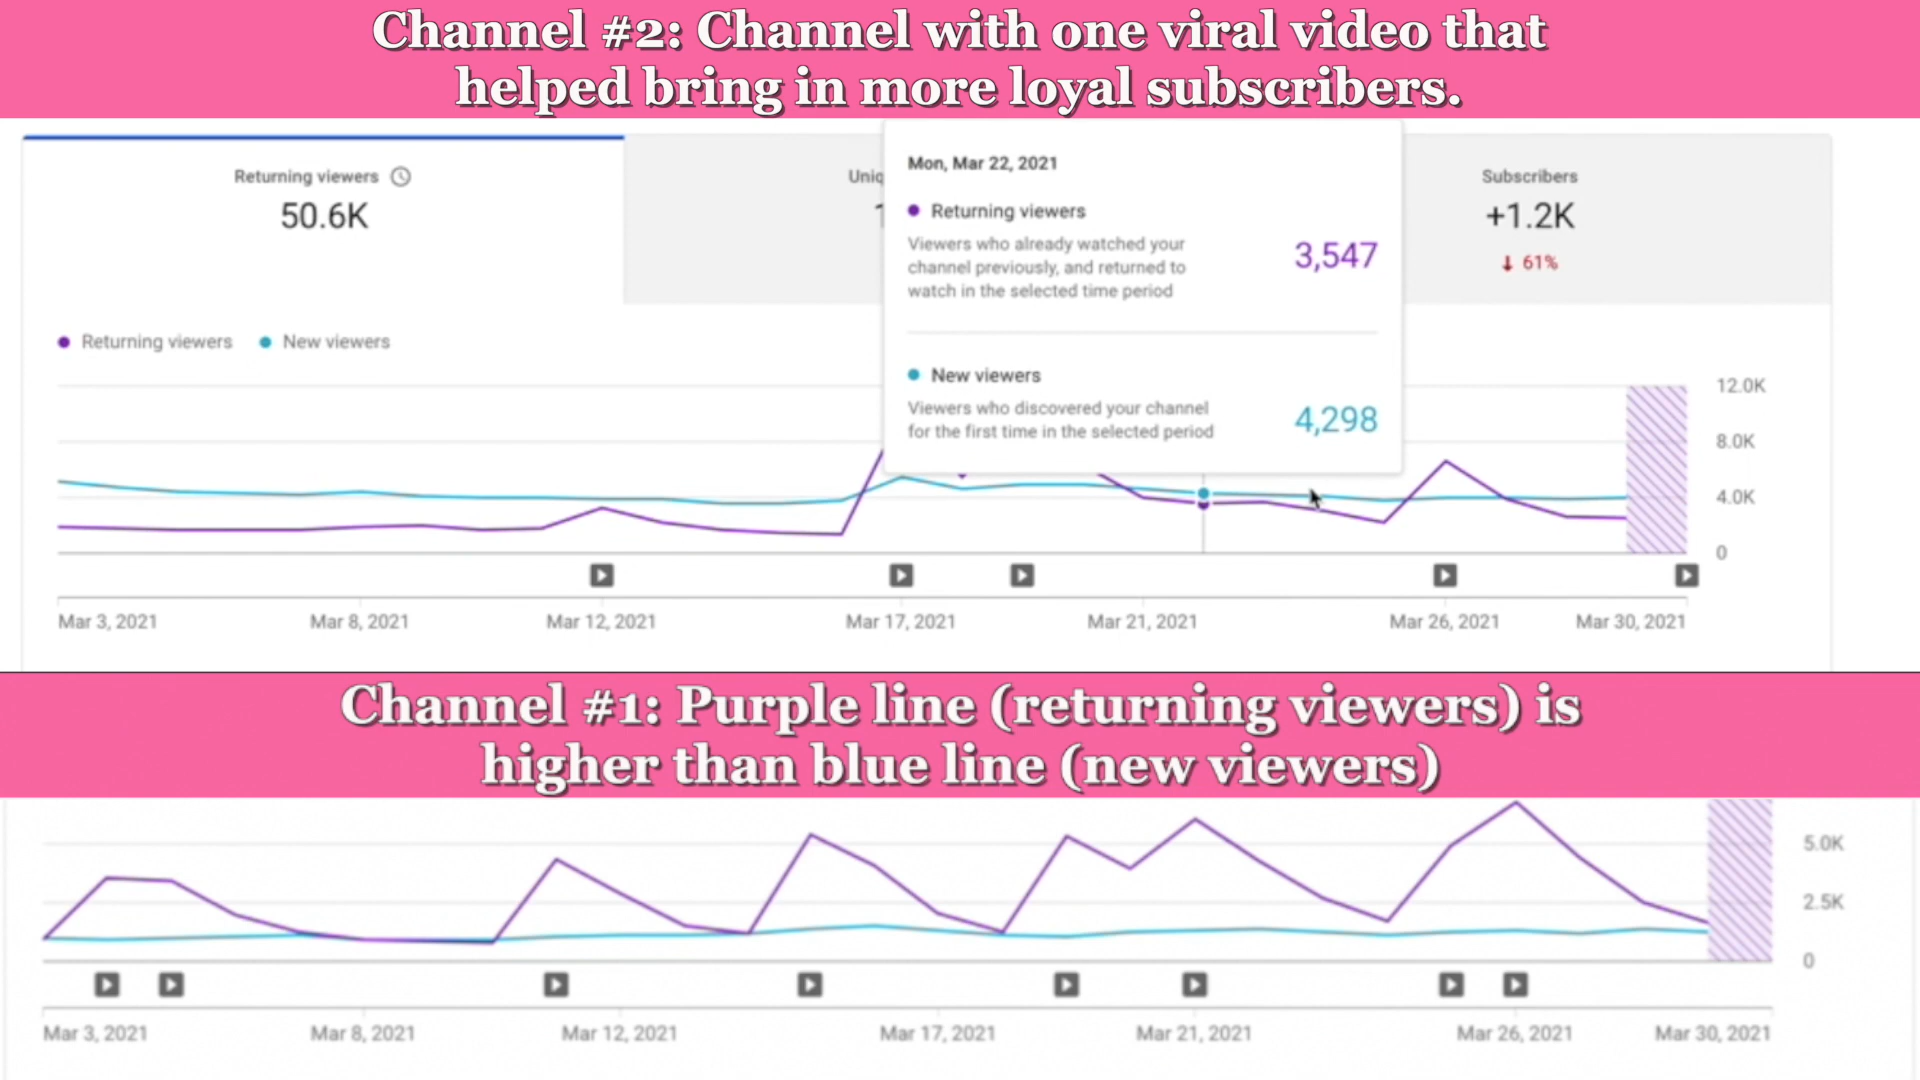 Channel #2: Channel with one viral video that
helped bring in more loyal subscribers.
Returning viewers
50.6K
Uniq
1
Mon, Mar 22, 2021
Returning viewers
Viewers who already watched your
channel previously, and returned to
watch in the selected time period
3,547
New viewers
Viewers who discovered your channel
for the first time in the selected period
4,298
Subscribers
+1.2K
61%
Returning viewers
New viewers
12.0K
8.0K
4.0K
0
Mar 3, 2021
Mar 8, 2021
Mar 12, 2021
Mar 17, 2021
Mar 21, 2021
Mar 26, 2021
Mar 30, 2021
Channel #1: Purple line (returning viewers) is
higher than blue line (new viewers)
5.0K
2.5K
0
Mar 3, 2021
Mar 8, 2021
Mar 12, 2021
Mar 17, 2021
Mar 21, 2021
Mar 26, 2021
Mar 30, 2021